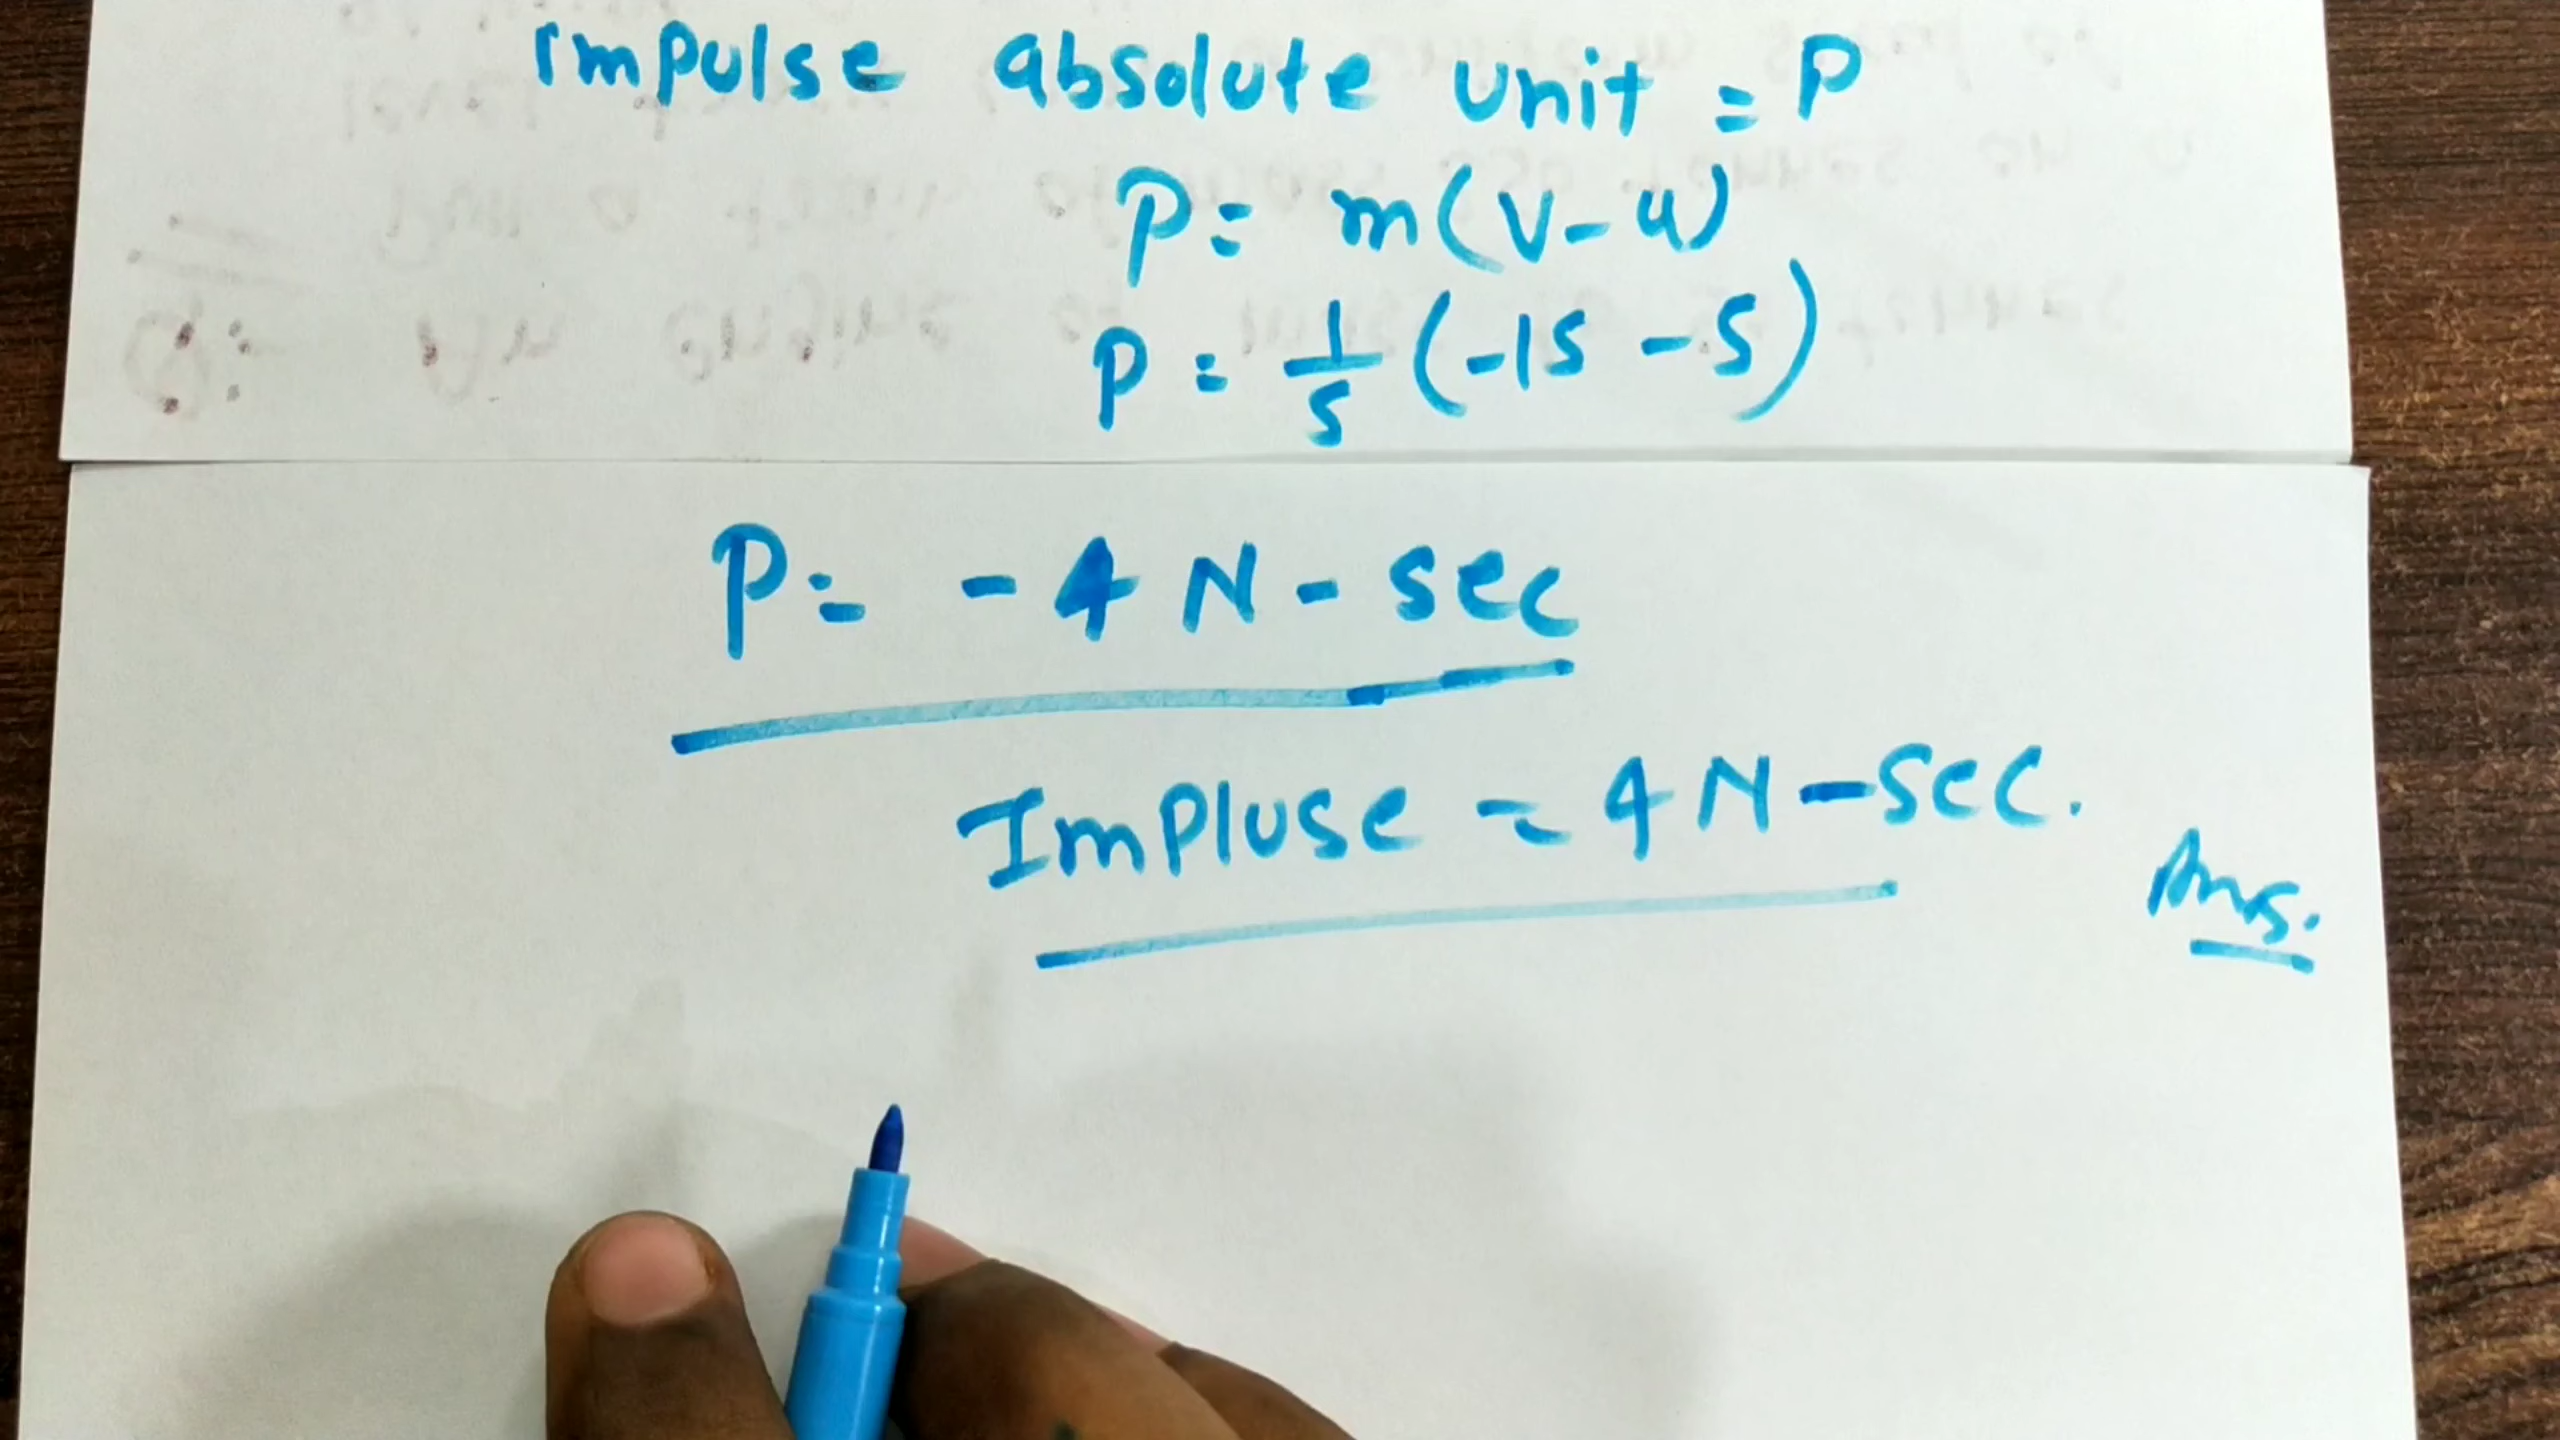 Impulse absolute unit = P
P = m(v-u)
P = 1/5 (-15 - 5)
P = - 4 N - sec
Impluse = 4 N - sec.
Ans.